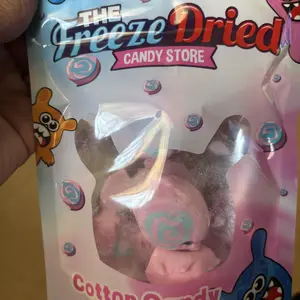 THE
Freeze Dried
CANDY STORE
Cotton Candy